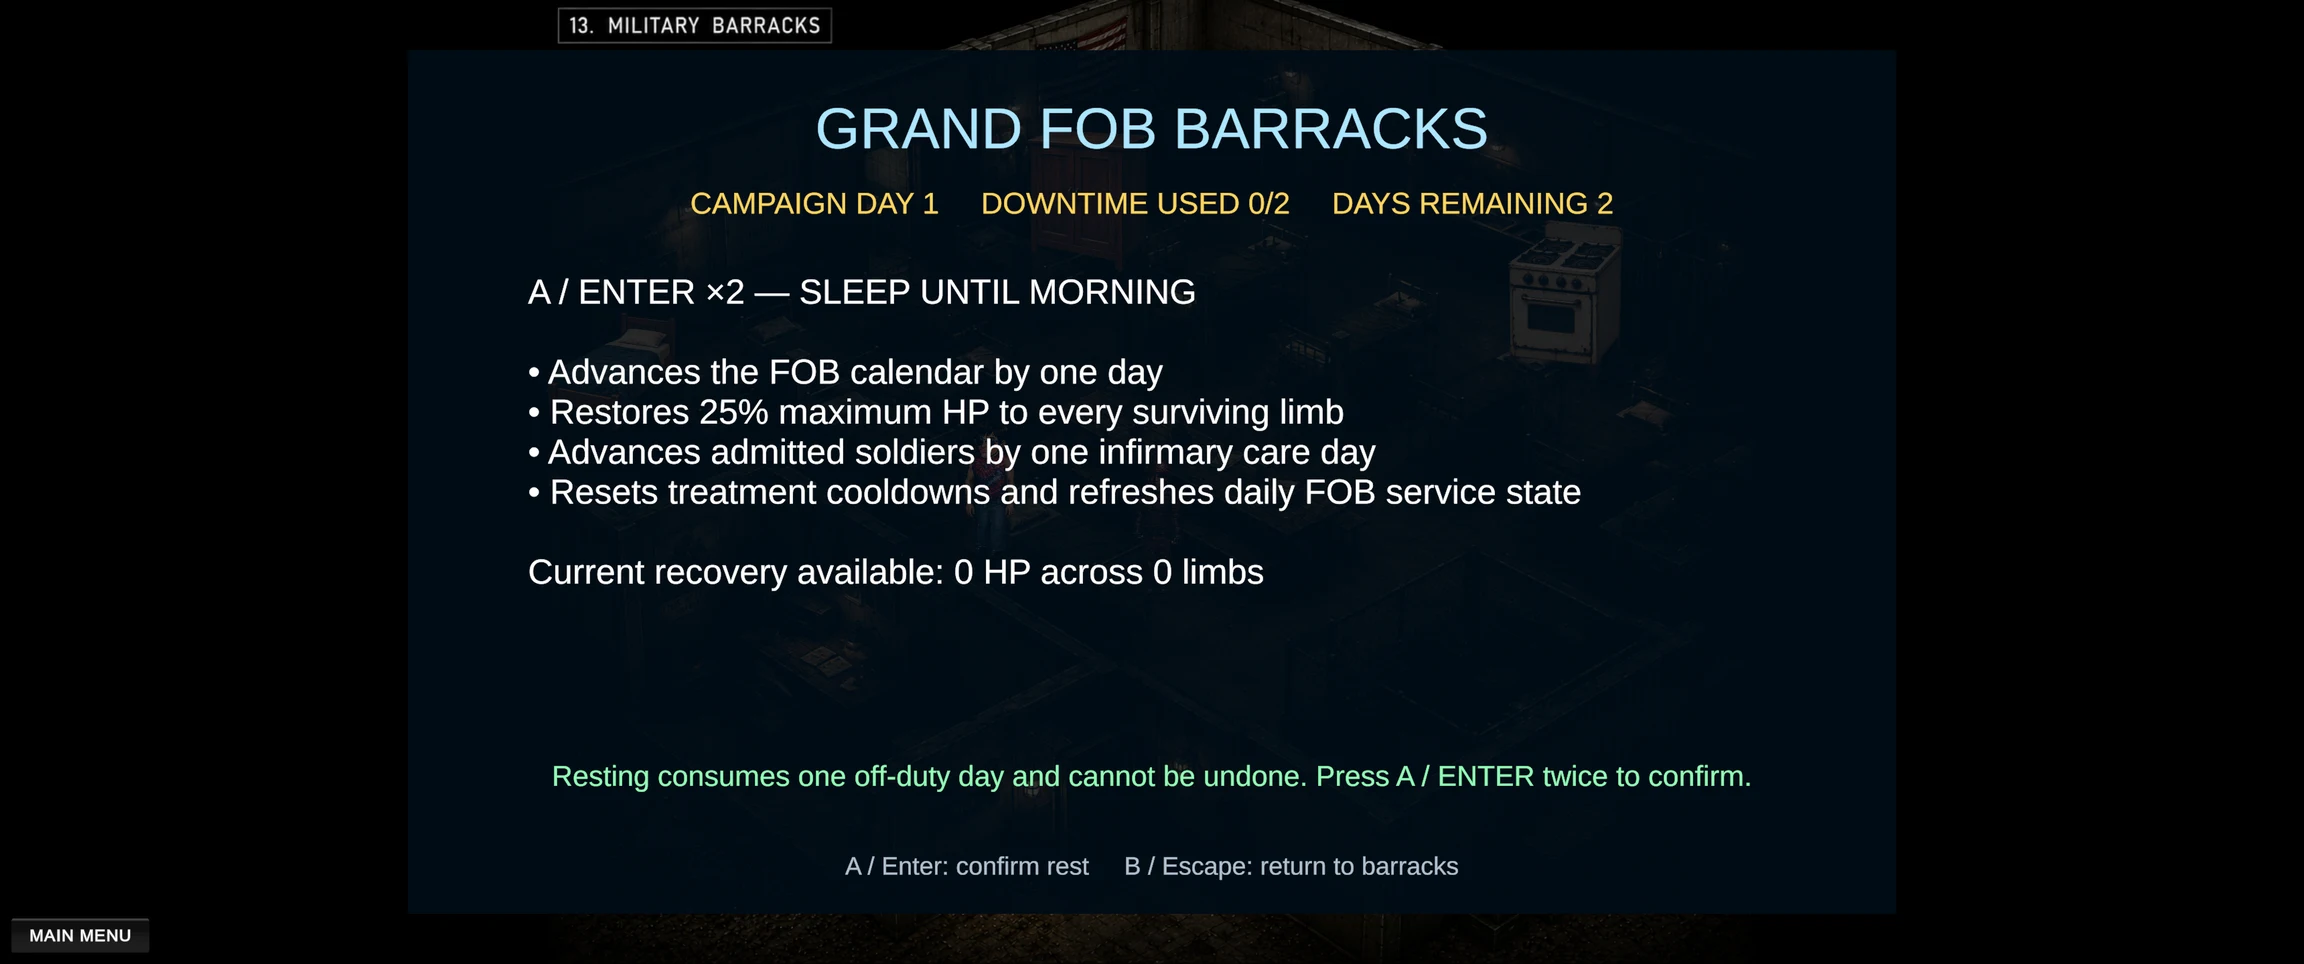 13. MILITARY BARRACKS
GRAND FOB BARRACKS
CAMPAIGN DAY 1 DOWNTIME USED 0/2 DAYS REMAINING 2
A / ENTER ×2 — SLEEP UNTIL MORNING
• Advances the FOB calendar by one day
• Restores 25% maximum HP to every surviving limb
• Advances admitted soldiers by one infirmary care day
• Resets treatment cooldowns and refreshes daily FOB service state
Current recovery available: 0 HP across 0 limbs
Resting consumes one off-duty day and cannot be undone. Press A / ENTER twice to confirm.
A / Enter: confirm rest B / Escape: return to barracks
MAIN MENU